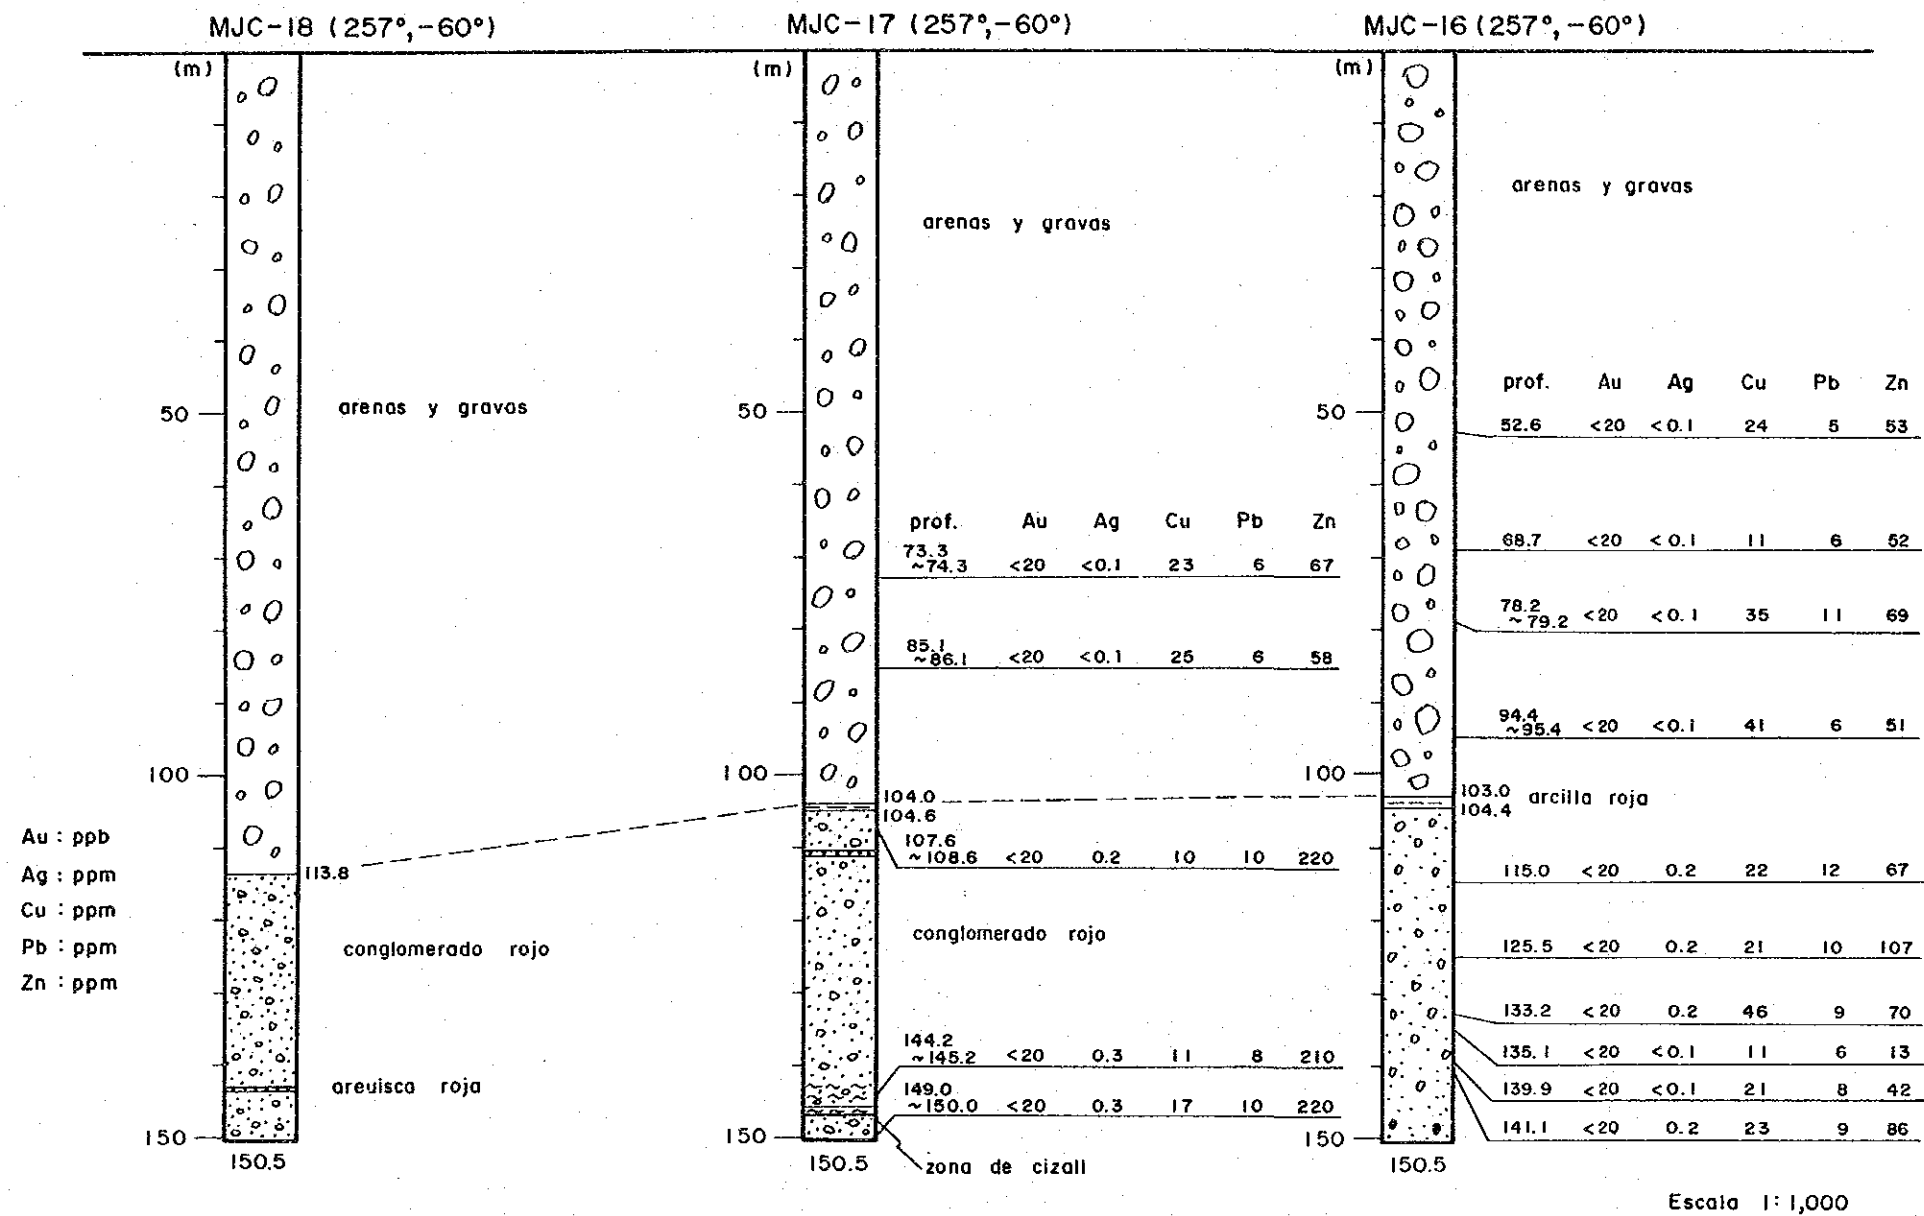 MJC-18 (257°,-60°)
MJC-17 (257°,-60°)
MJC-16 (257°,-60°)
(m)
(m)
(m)
arenas y gravas
arenas y gravas
arenas y gravas
50
50
50
prof. Au Ag Cu Pb Zn
52.6 <20 <0.1 24 5 53
68.7 <20 <0.1 11 6 52
78.2
~79.2 <20 <0.1 35 11 69
94.4
~95.4 <20 <0.1 41 6 51
prof. Au Ag Cu Pb Zn
73.3
~74.3 <20 <0.1 23 6 67
85.1
~86.1 <20 <0.1 25 6 58
100
100
100
104.0
104.6
103.0
104.4
arcilla roja
107.6
~108.6 <20 0.2 10 10 220
113.8
115.0 <20 0.2 22 12 67
125.5 <20 0.2 21 10 107
133.2 <20 0.2 46 9 70
135.1 <20 <0.1 11 6 13
139.9 <20 <0.1 21 8 42
141.1 <20 0.2 23 9 86
Au : ppb
Ag : ppm
Cu : ppm
Pb : ppm
Zn : ppm
conglomerado rojo
conglomerado rojo
areuisca roja
144.2
~145.2 <20 0.3 11 8 210
149.0
~150.0 <20 0.3 17 10 220
150
150
150
150.5
150.5
150.5
zona de cizall
Escala 1:1,000